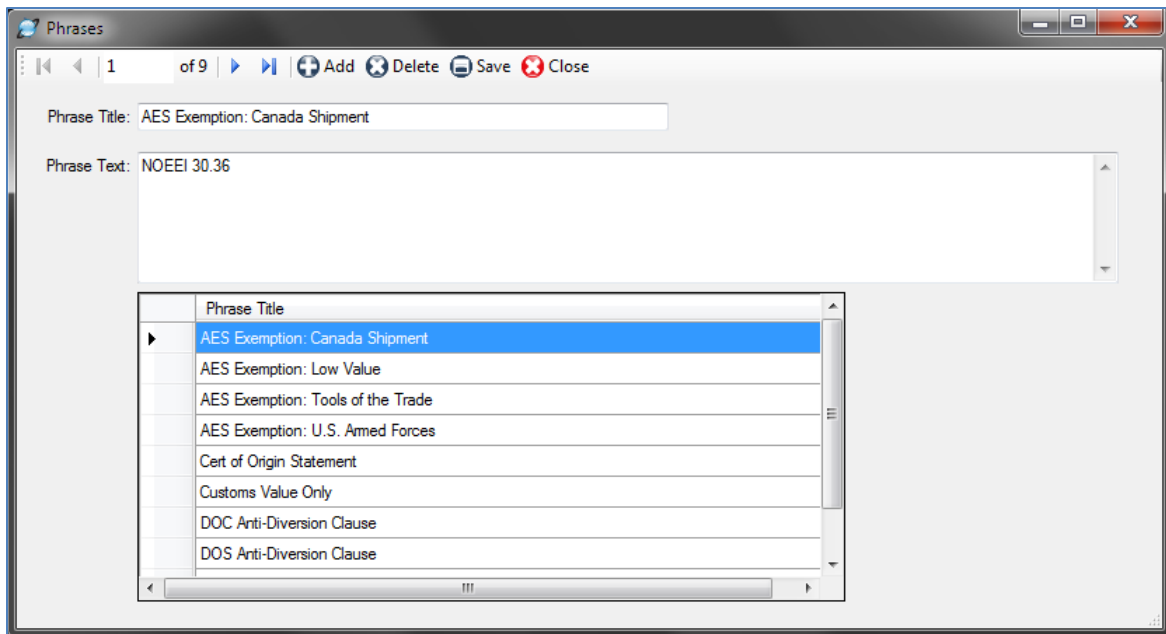 Phrases
1 of 9 Add Delete Save Close
Phrase Title: AES Exemption: Canada Shipment
Phrase Text: NOEEI 30.36
Phrase Title
AES Exemption: Canada Shipment
AES Exemption: Low Value
AES Exemption: Tools of the Trade
AES Exemption: U.S. Armed Forces
Cert of Origin Statement
Customs Value Only
DOC Anti-Diversion Clause
DOS Anti-Diversion Clause